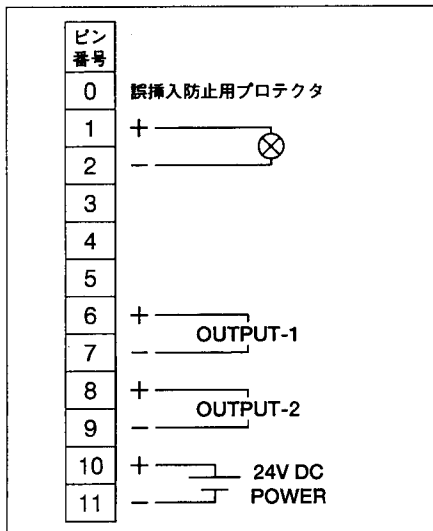 ピン
番号
0 誤挿入防止用プロテクタ
1 +
2 −
3
4
5
6 +
OUTPUT-1
7 −
8 +
OUTPUT-2
9 −
10 + 24V DC
11 − POWER